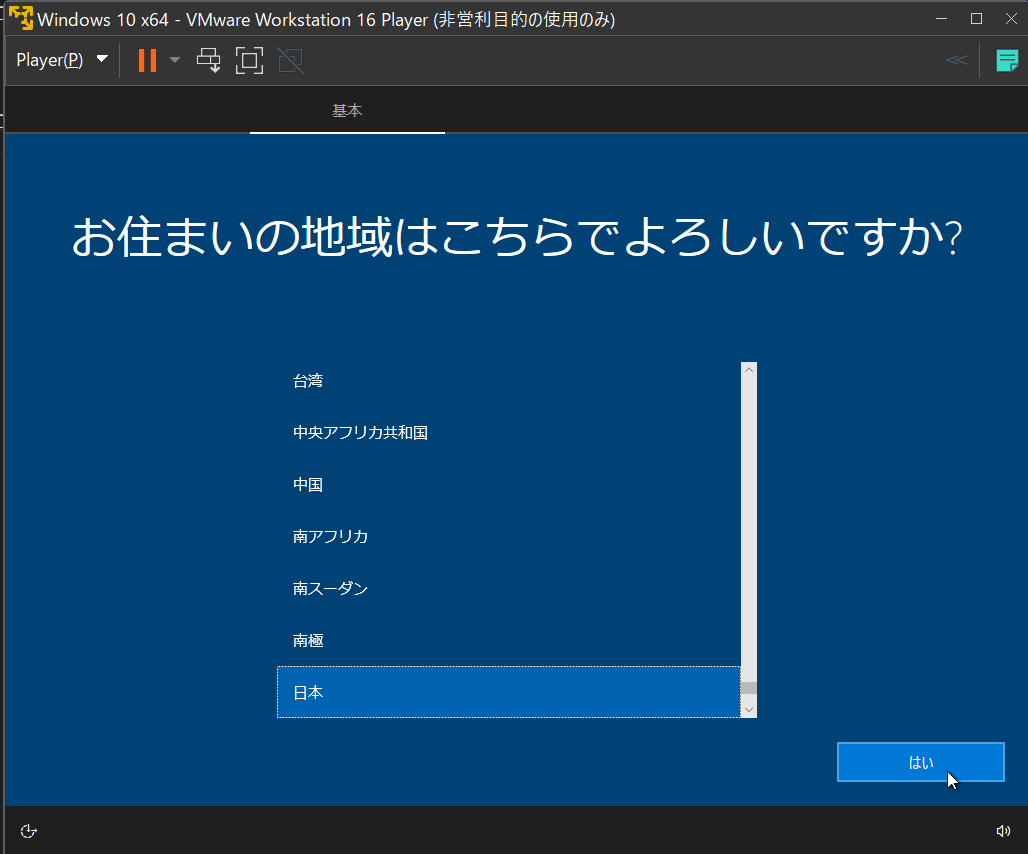 Windows 10 x64 - VMware Workstation 16 Player (非営利目的の使用のみ)
Player(P)
基本
お住まいの地域はこちらでよろしいですか?
台湾
中央アフリカ共和国
中国
南アフリカ
南スーダン
南極
日本
はい